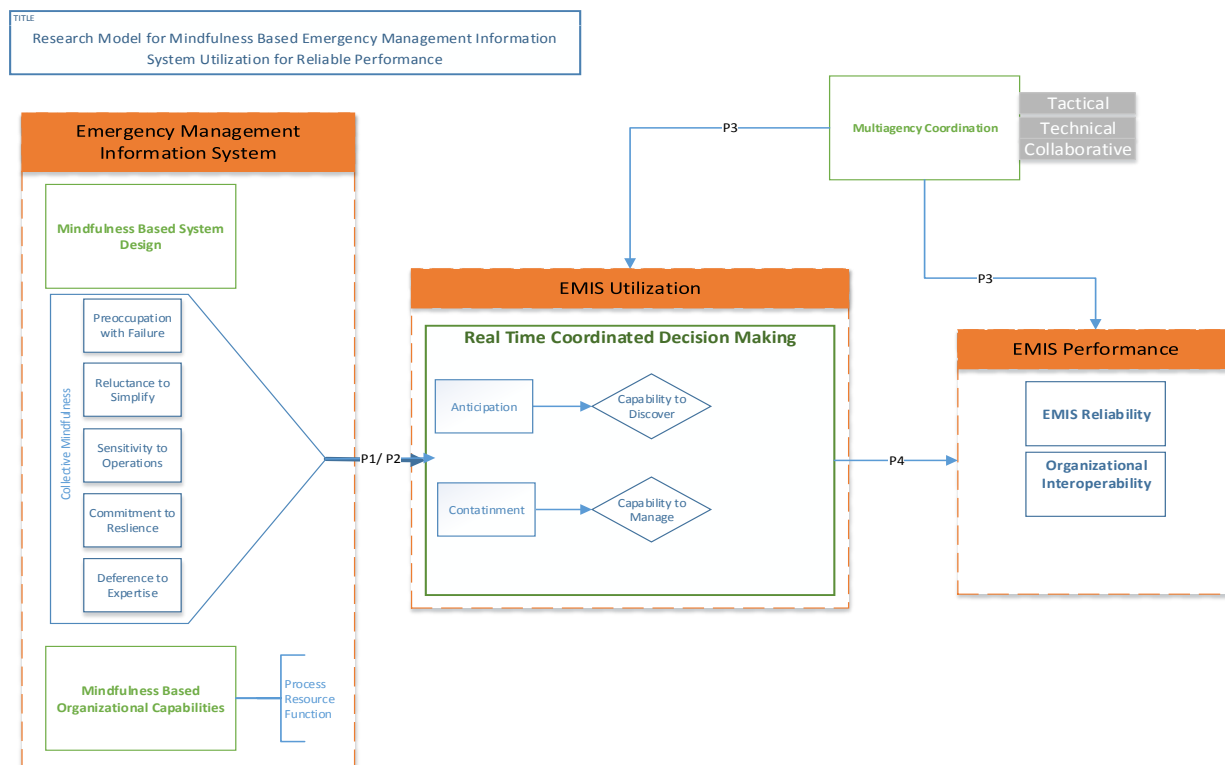 TITLE
Research Model for Mindfulness Based Emergency Management Information
System Utilization for Reliable Performance
Emergency Management
Information System
Mindfulness Based System
Design
Collective Mindfulness
Preoccupation
with Failure
Reluctance to
Simplify
Sensitivity to
Operations
Commitment to
Reslience
Deference to
Expertise
Mindfulness Based
Organizational Capabilities
Process
Resource
Function
P1/ P2
P3
Multiagency Coordination
Tactical
Technical
Collaborative
P3
EMIS Utilization
Real Time Coordinated Decision Making
Anticipation
Capability to
Discover
Contatinment
Capability to
Manage
P4
EMIS Performance
EMIS Reliability
Organizational
Interoperability